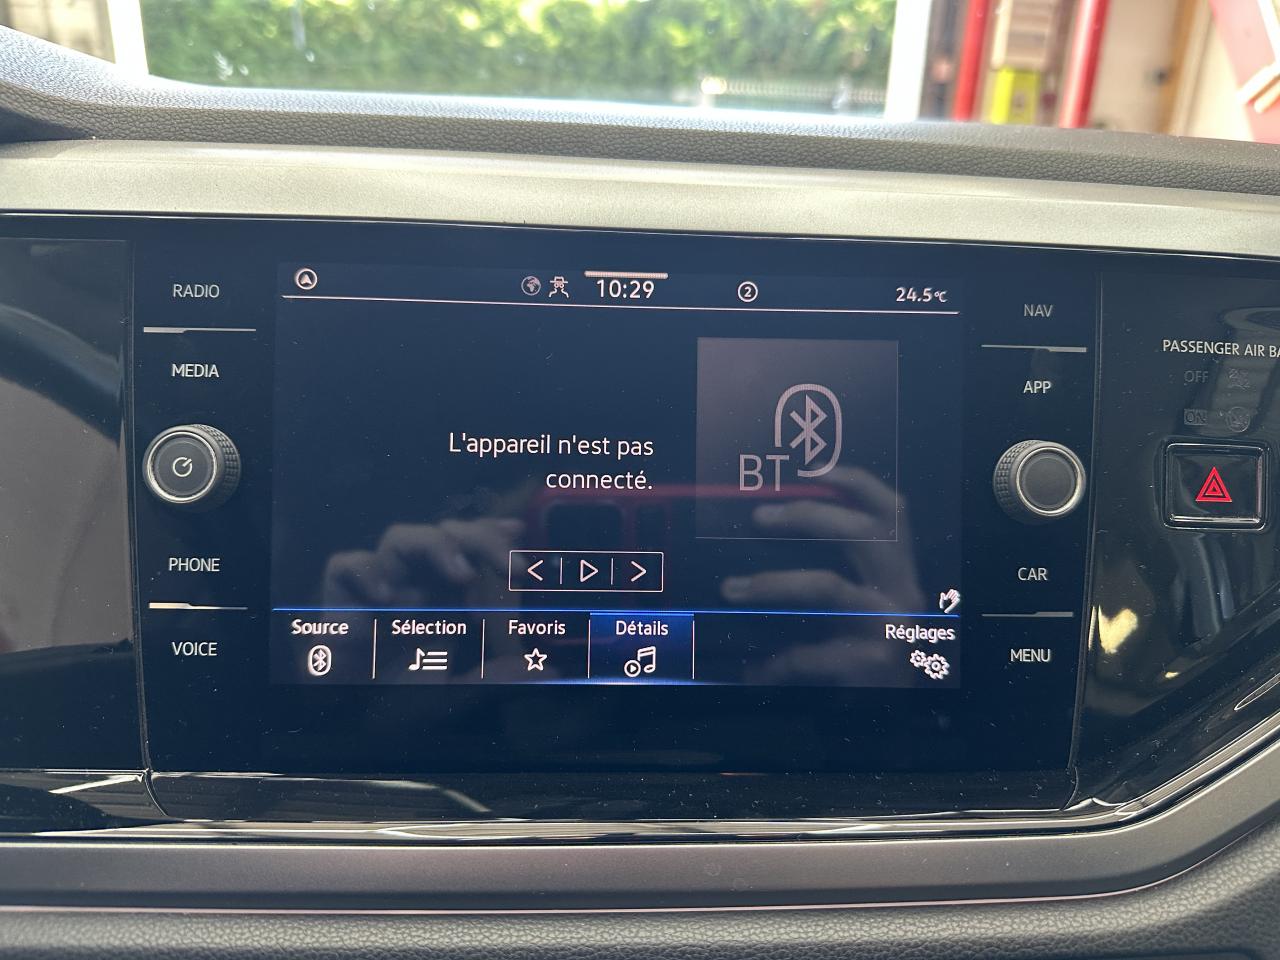 RADIO
MEDIA
PHONE
VOICE
10:29
2
24.5°C
L'appareil n'est pas
connecté.
BT
Source
Sélection
Favoris
Détails
Réglages
NAV
APP
CAR
MENU
PASSENGER AIR BA
OFF
ON